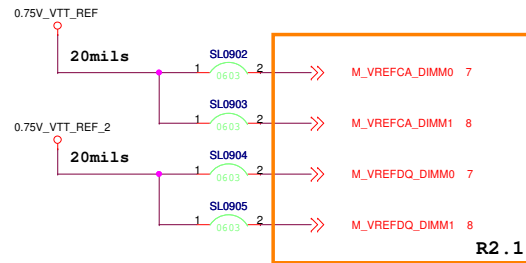 0.75V_VTT_REF
20mils
SL0902
1 0603 2
M_VREFCA_DIMM0 7
SL0903
1 0603 2
M_VREFCA_DIMM1 8
0.75V_VTT_REF_2
20mils
SL0904
1 0603 2
M_VREFDQ_DIMM0 7
SL0905
1 0603 2
M_VREFDQ_DIMM1 8
R2.1